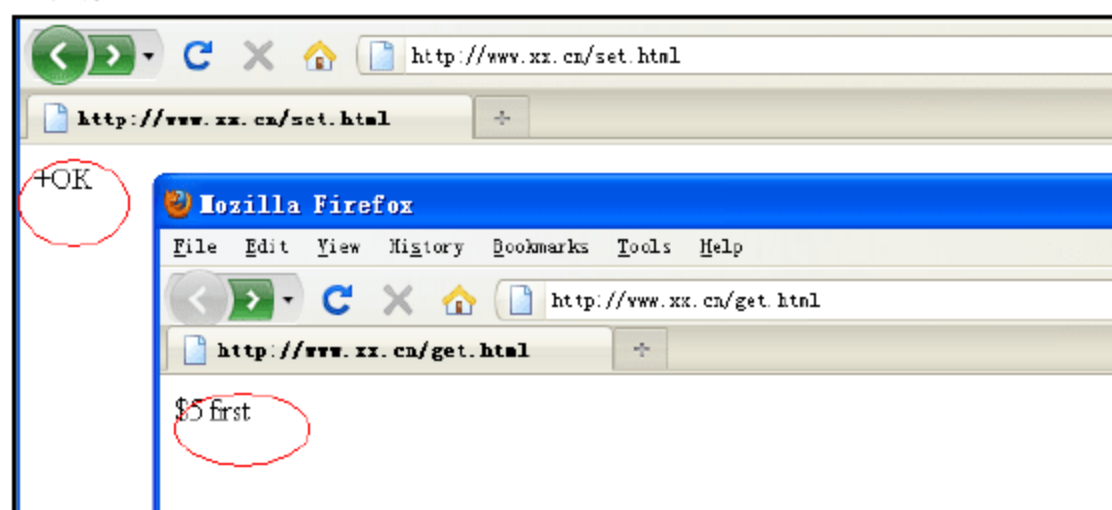 http://www.xx.cn/set.html
http://www.xx.cn/set.html
+OK
Mozilla Firefox
File Edit View History Bookmarks Tools Help
http://www.xx.cn/get.html
http://www.xx.cn/get.html
$5 first